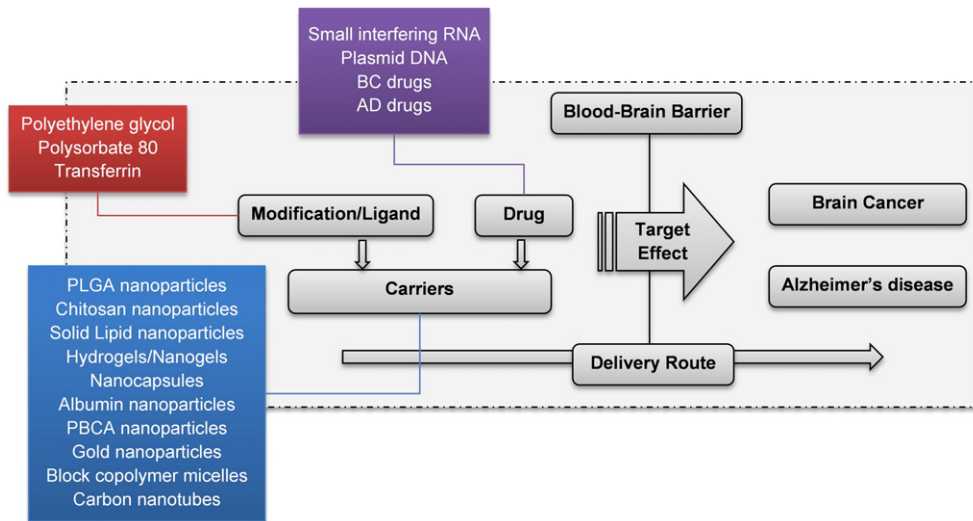 Small interfering RNA
Plasmid DNA
BC drugs
AD drugs
Polyethylene glycol
Polysorbate 80
Transferrin
Blood-Brain Barrier
Modification/Ligand
Drug
Target
Effect
Brain Cancer
Carriers
Alzheimer's disease
PLGA nanoparticles
Chitosan nanoparticles
Solid Lipid nanoparticles
Hydrogels/Nanogels
Nanocapsules
Albumin nanoparticles
PBCA nanoparticles
Gold nanoparticles
Block copolymer micelles
Carbon nanotubes
Delivery Route